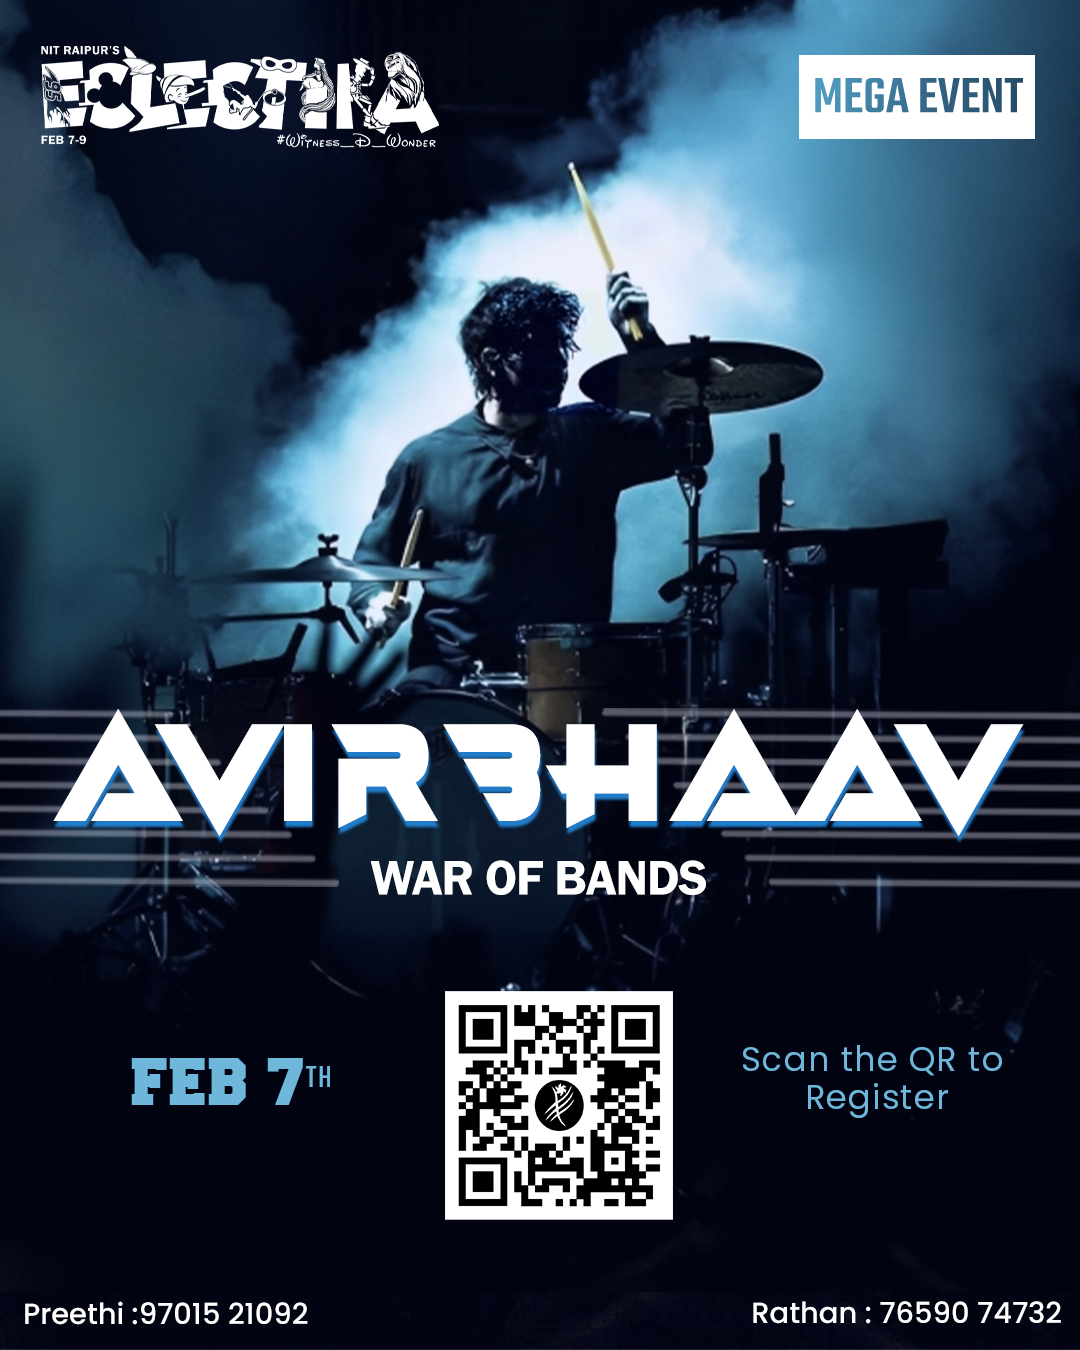 NIT RAIPUR'S
ECLECTIKA
FEB 7-9
#Witness_D_Wonder
MEGA EVENT
AVIRBHAAV
WAR OF BANDS
FEB 7TH
Scan the QR to
Register
Preethi :97015 21092
Rathan : 76590 74732